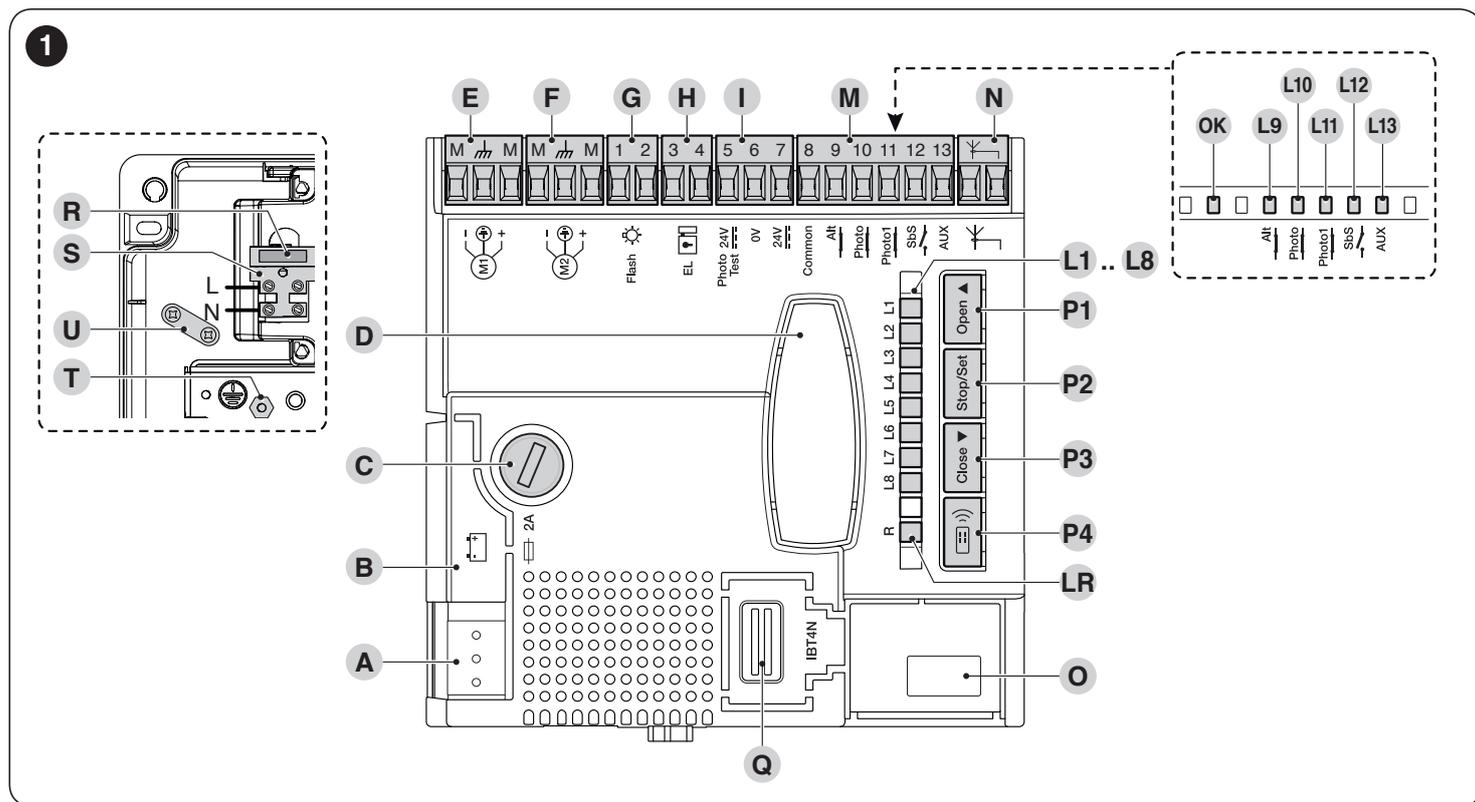 1
E F G H I M N
M M M M 1 2 3 4 5 6 7 8 9 10 11 12 13
- M1 +
- M2 +
Flash
EL
Photo 24V
Test
0V
24V
Common
Alt
Photo
Photo1
SbS
AUX
L10 L12
OK L9 L11 L13
Alt
Photo
Photo1
SbS
AUX
R
S
L
N
U
T
D
C
2A
B
+ -
A
L1 .. L8
L1
L2
L3
L4
L5
L6
L7
L8
R
Open ▲
Stop/Set
Close ▼
P1
P2
P3
P4
LR
IBT4N
O
Q